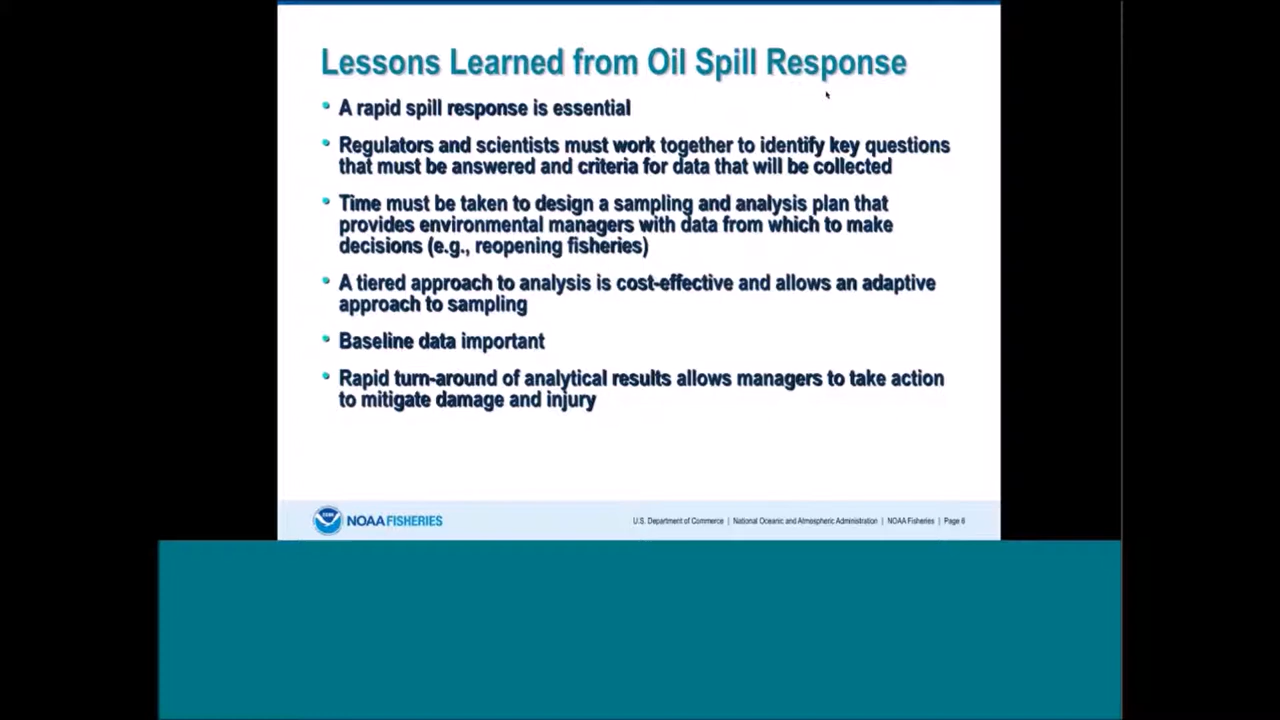 Lessons Learned from Oil Spill Response
• A rapid spill response is essential
• Regulators and scientists must work together to identify key questions
that must be answered and criteria for data that will be collected
• Time must be taken to design a sampling and analysis plan that
provides environmental managers with data from which to make
decisions (e.g., reopening fisheries)
• A tiered approach to analysis is cost-effective and allows an adaptive
approach to sampling
• Baseline data important
• Rapid turn-around of analytical results allows managers to take action
to mitigate damage and injury
NOAA FISHERIES
U.S. Department of Commerce | National Oceanic and Atmospheric Administration | NOAA Fisheries | Page 6